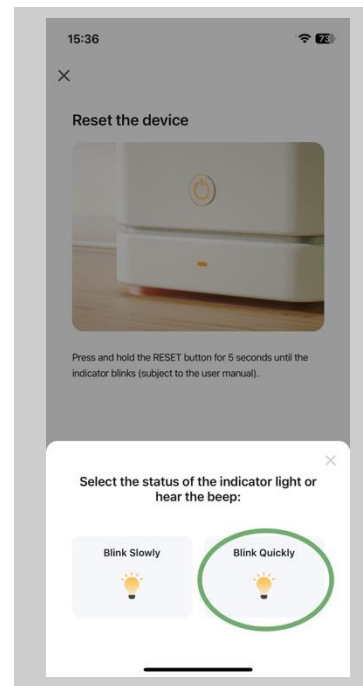 15:36
73
Reset the device
Press and hold the RESET button for 5 seconds until the
indicator blinks (subject to the user manual).
Select the status of the indicator light or
hear the beep:
Blink Slowly
Blink Quickly